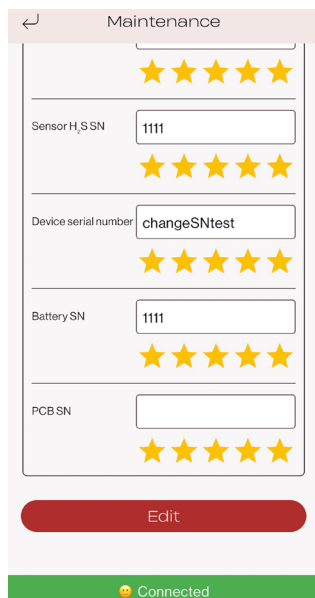 Maintenance
Sensor H₂S SN
1111
Device serial number
changeSNtest
Battery SN
1111
PCB SN
Edit
Connected